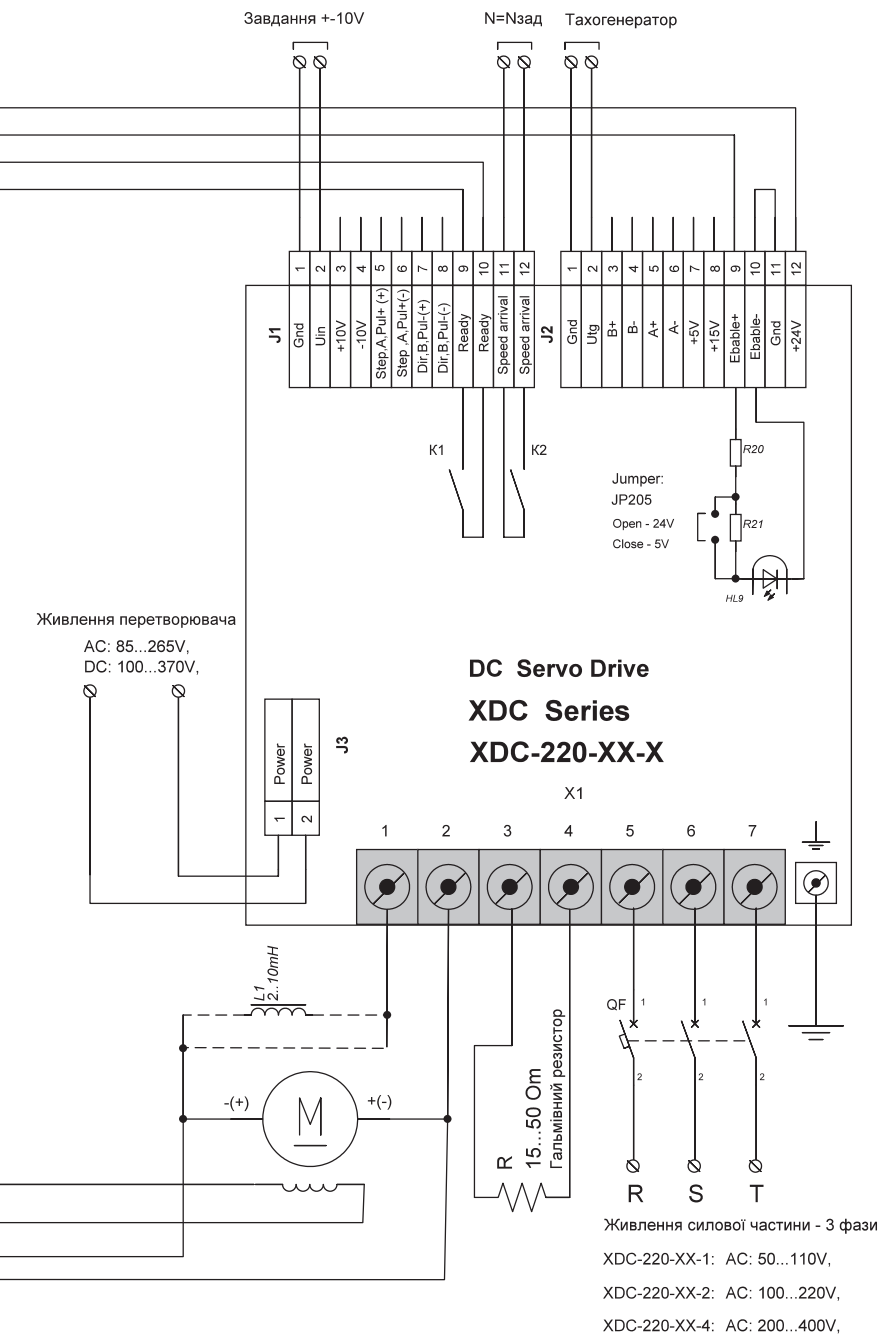 Завдання +-10V
N=Nзад
Тахогенератор
1 2 3 4 5 6 7 8 9 10 11 12
J1
Gnd
Uin
+10V
-10V
Step,A,Pul+ (+)
Step ,A,Pul+(-)
Dir,B,Pul-(+)
Dir,B,Pul-(-)
Ready
Ready
Speed arrival
Speed arrival
J2
1 2 3 4 5 6 7 8 9 10 11 12
Gnd
Utg
B+
B-
A+
A-
+5V
+15V
Ebable+
Ebable-
Gnd
+24V
К1
К2
R20
Jumper:
JP205
Open - 24V
Close - 5V
R21
HL9
Живлення перетворювача
AC: 85...265V,
DC: 100...370V,
DC Servo Drive
XDC Series
XDC-220-XX-X
Power
Power
J3
1
2
X1
1 2 3 4 5 6 7
L1
2..10mH
QF
1
1
1
2
2
2
-(+)
M
+(-)
R
15...50 Om
Гальмівний резистор
R S T
Живлення силової частини - 3 фази
XDC-220-XX-1: AC: 50...110V,
XDC-220-XX-2: AC: 100...220V,
XDC-220-XX-4: AC: 200...400V,